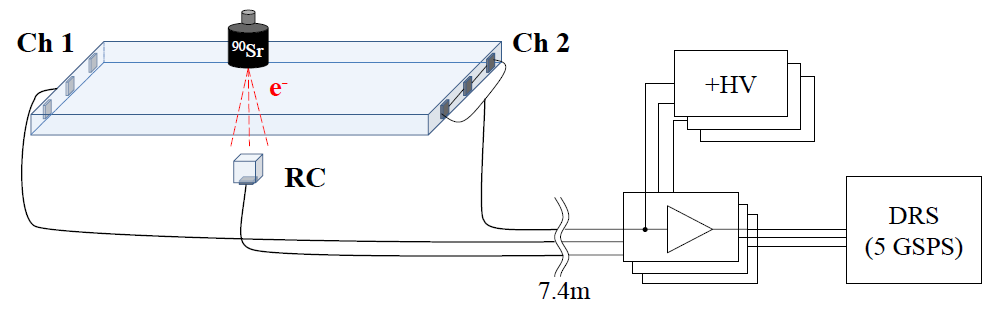 Ch 1
⁹⁰Sr
Ch 2
e⁻
RC
+HV
DRS
(5 GSPS)
7.4m